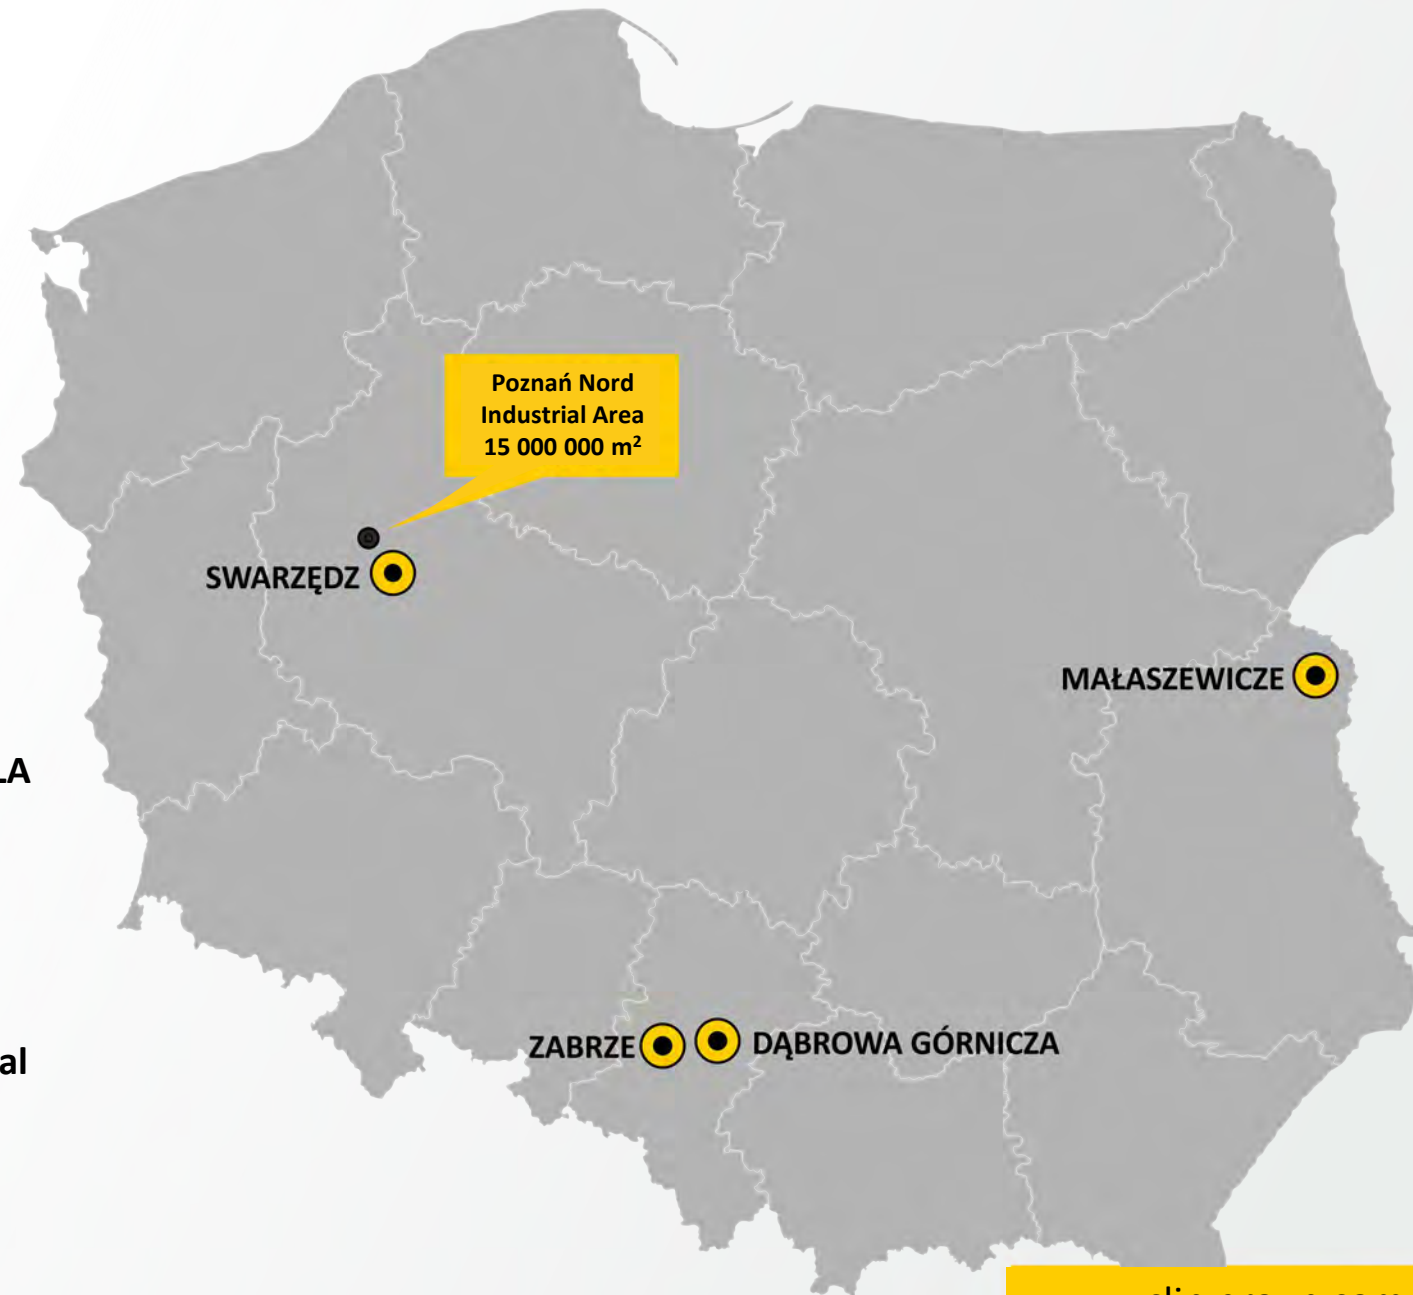 Poznań Nord
Industrial Area
15 000 000 m²
SWARZĘDZ
MAŁASZEWICZE
ZABRZE
DĄBROWA GÓRNICZA